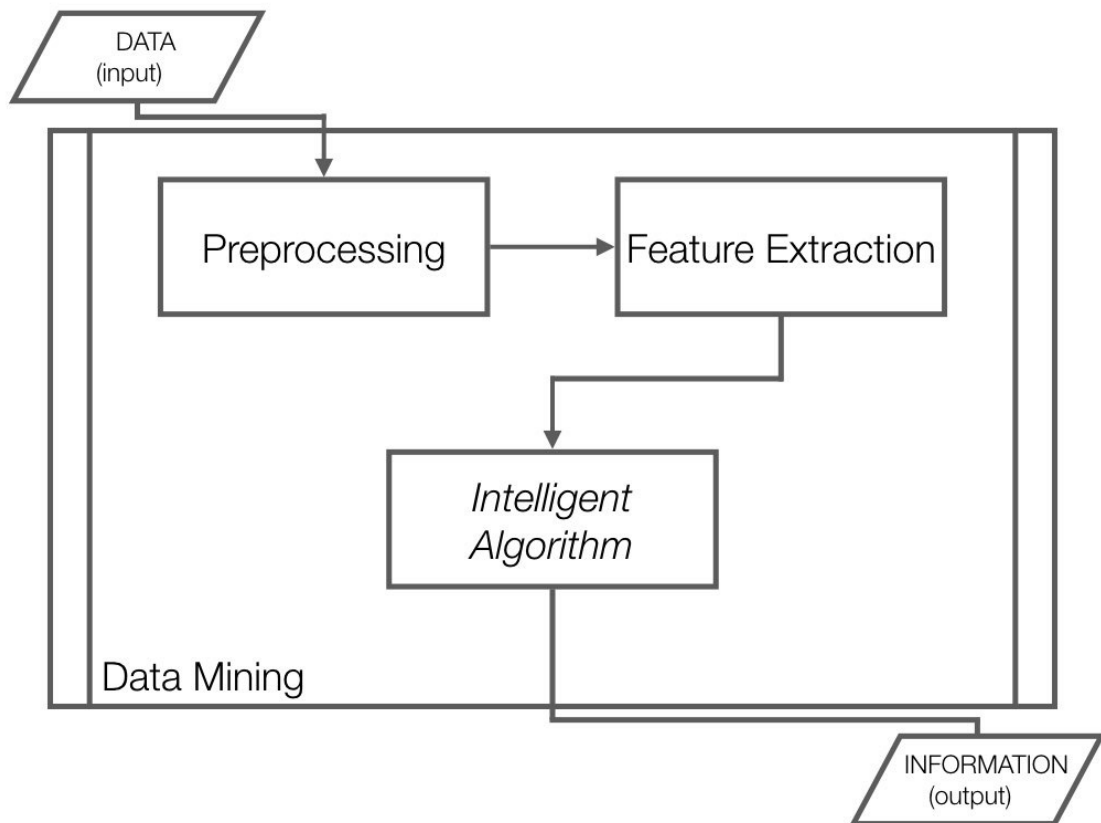 DATA
(input)
Preprocessing
Feature Extraction
Intelligent
Algorithm
Data Mining
INFORMATION
(output)